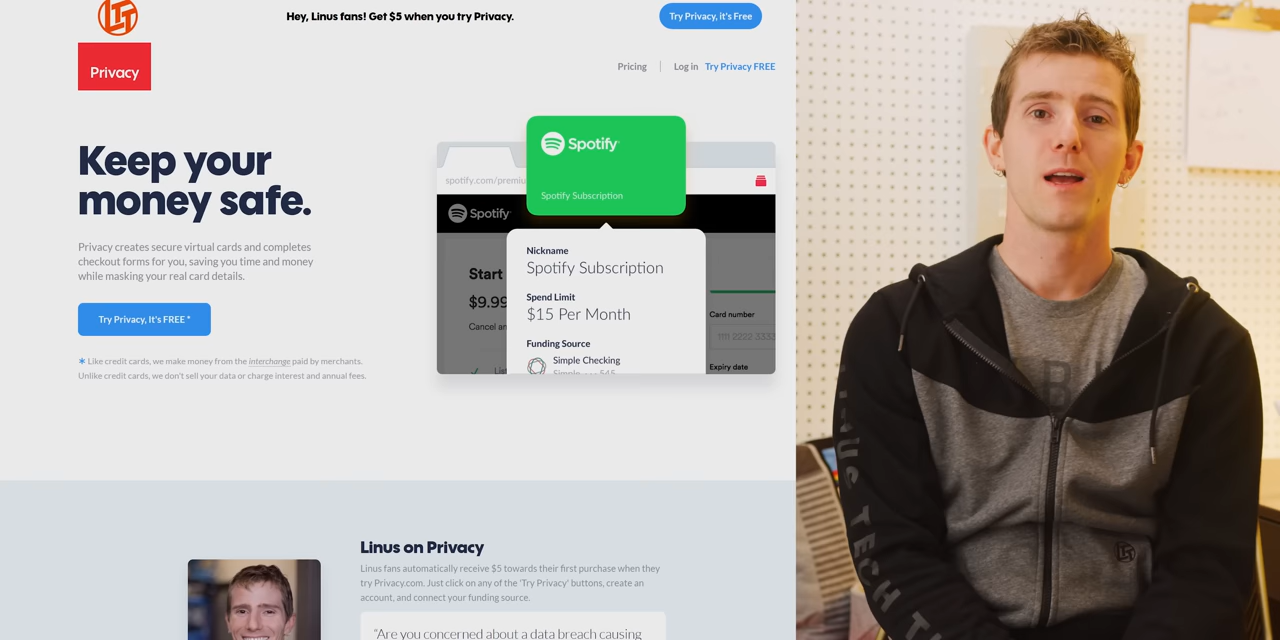 Hey, Linus fans! Get $5 when you try Privacy.
Try Privacy, it's Free
Privacy
Pricing
Log in
Try Privacy FREE
Keep your
money safe.
Privacy creates secure virtual cards and completes
checkout forms for you, saving you time and money
while masking your real card details.
Try Privacy, It's FREE *
* Like credit cards, we make money from the interchange paid by merchants.
Unlike credit cards, we don't sell your data or charge interest and annual fees.
Spotify
Spotify Subscription
spotify.com/premiu
Spotify
Start
$9.99
Cancel an
Nickname
Spotify Subscription
Spend Limit
$15 Per Month
Funding Source
Simple Checking
Card number
1111 2222 3333
Expiry date
Linus on Privacy
Linus fans automatically receive $5 towards their first purchase when they
try Privacy.com. Just click on any of the 'Try Privacy' buttons, create an
account, and connect your funding source.
"Are you concerned about a data breach causing
LINUS TECH TI